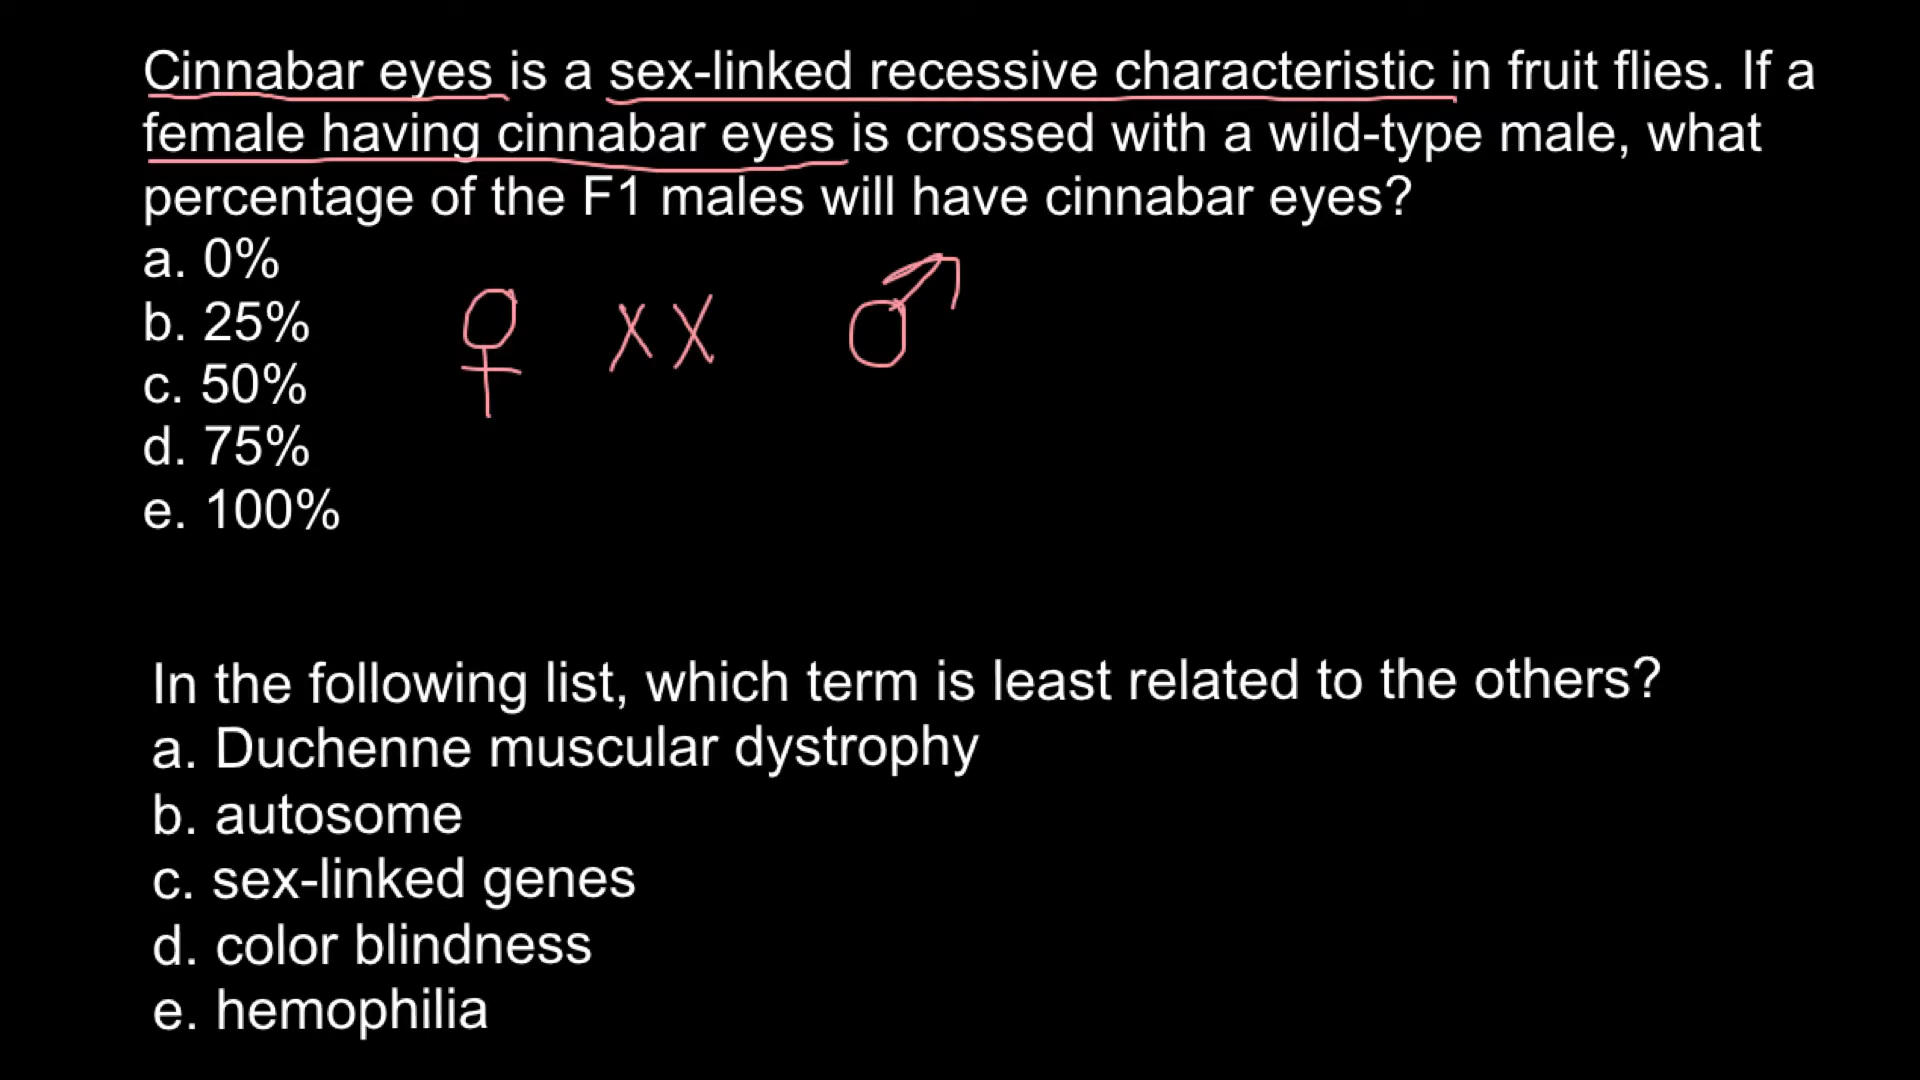 Cinnabar eyes is a sex-linked recessive characteristic in fruit flies. If a
female having cinnabar eyes is crossed with a wild-type male, what
percentage of the F1 males will have cinnabar eyes?
a. 0%
b. 25%
c. 50%
d. 75%
e. 100%
♀ XX ♂
In the following list, which term is least related to the others?
a. Duchenne muscular dystrophy
b. autosome
c. sex-linked genes
d. color blindness
e. hemophilia